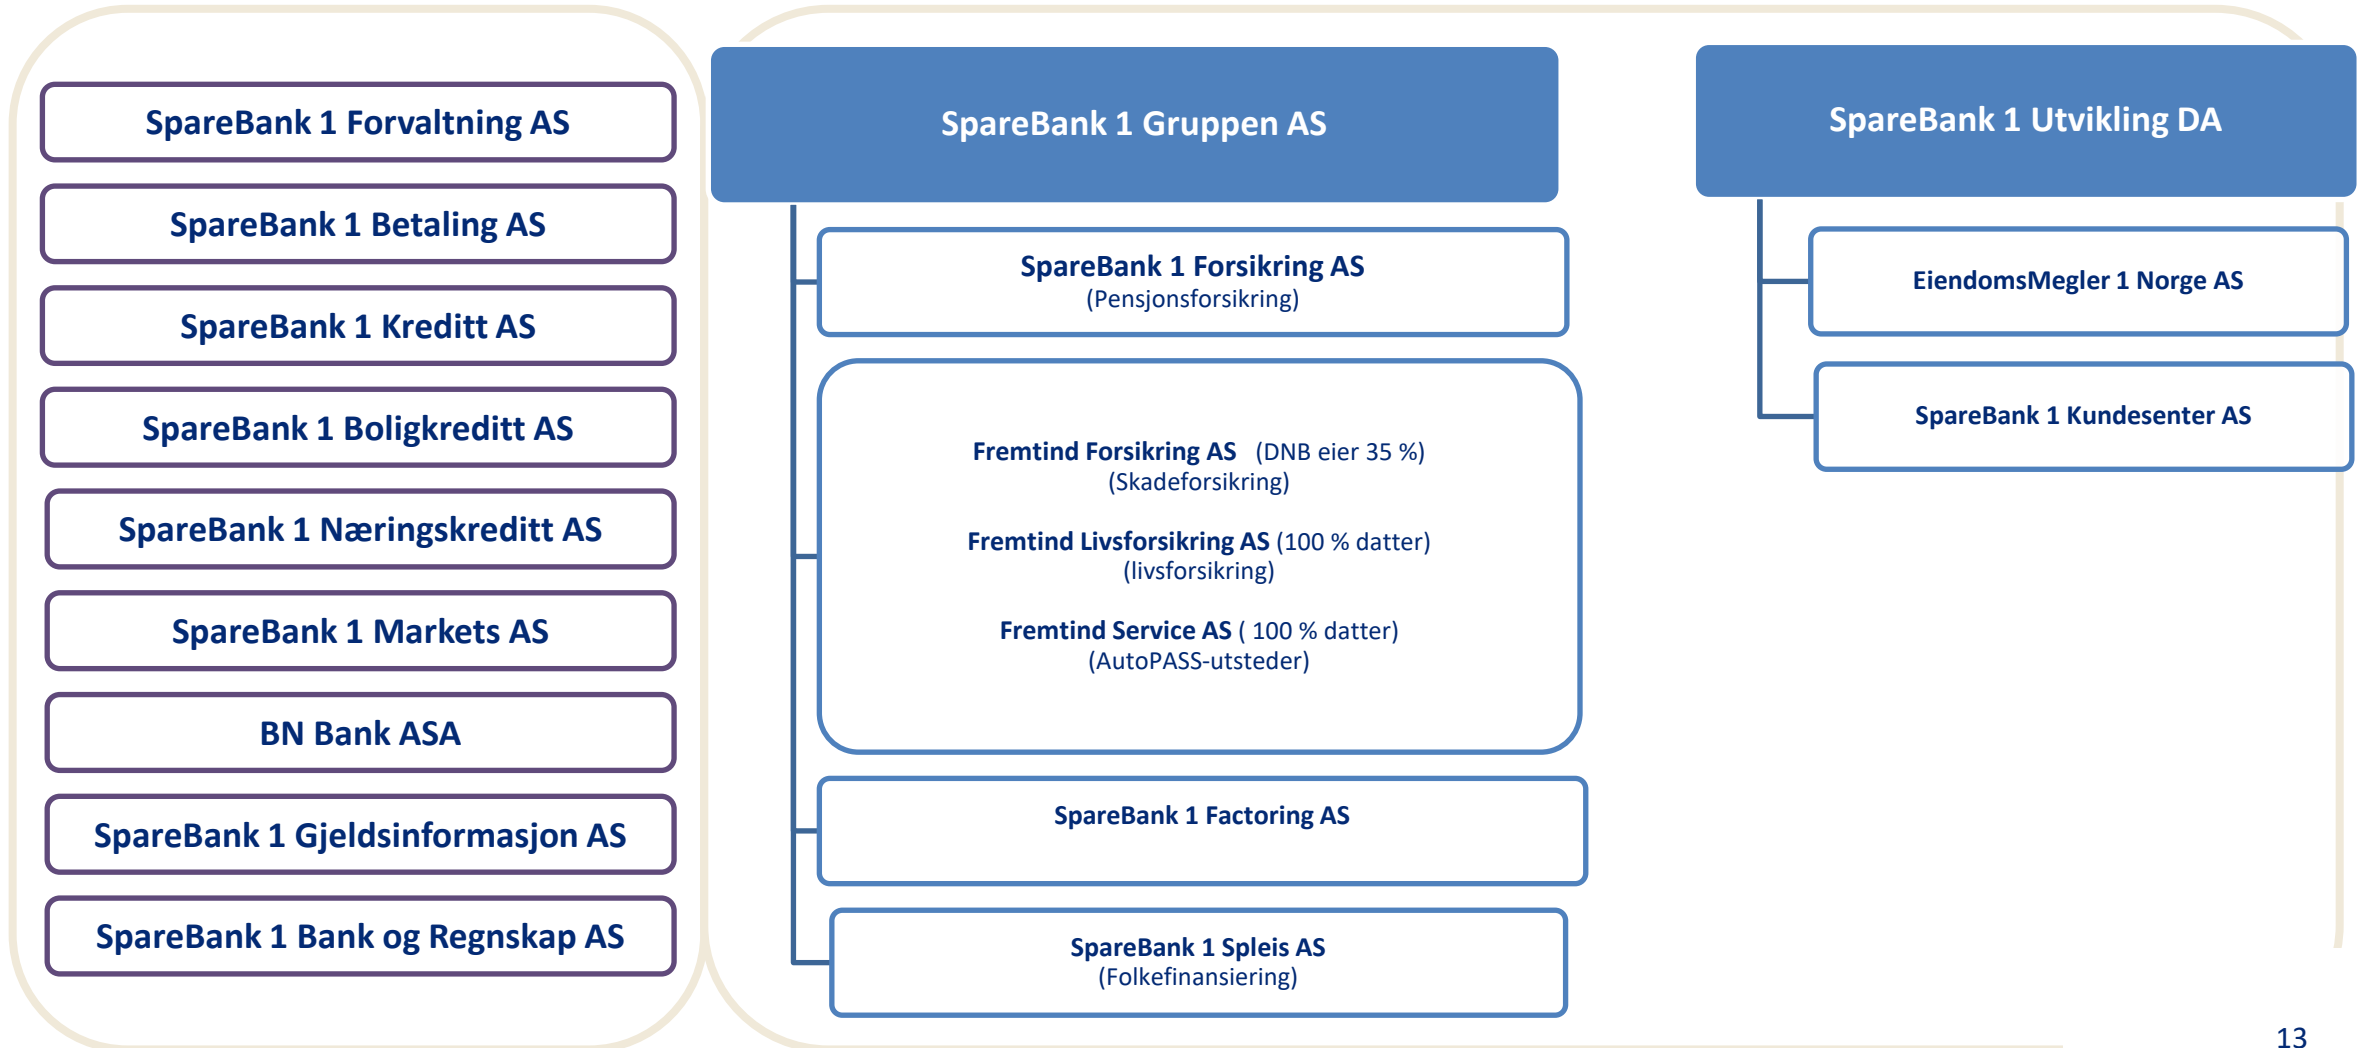 SpareBank 1 Forvaltning AS
SpareBank 1 Betaling AS
SpareBank 1 Kreditt AS
SpareBank 1 Boligkreditt AS
SpareBank 1 Næringskreditt AS
SpareBank 1 Markets AS
BN Bank ASA
SpareBank 1 Gjeldsinformasjon AS
SpareBank 1 Bank og Regnskap AS
SpareBank 1 Gruppen AS
SpareBank 1 Forsikring AS
(Pensjonsforsikring)
Fremtind Forsikring AS (DNB eier 35 %)
(Skadeforsikring)
Fremtind Livsforsikring AS (100 % datter)
(livsforsikring)
Fremtind Service AS ( 100 % datter)
(AutoPASS-utsteder)
SpareBank 1 Factoring AS
SpareBank 1 Spleis AS
(Folkefinansiering)
SpareBank 1 Utvikling DA
EiendomsMegler 1 Norge AS
SpareBank 1 Kundesenter AS
13